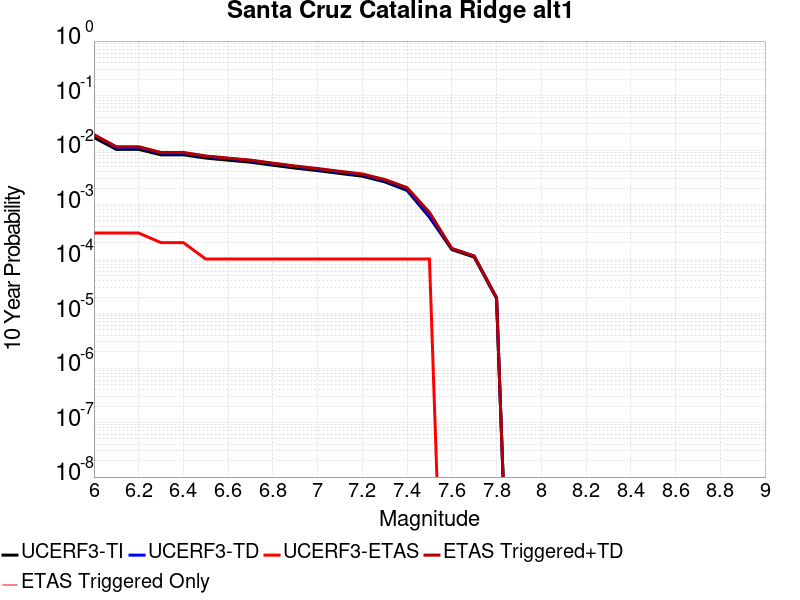 Santa Cruz Catalina Ridge alt1
10^0
10^-1
10^-2
10^-3
10^-4
10^-5
10^-6
10^-7
10^-8
10 Year Probability
6 6.2 6.4 6.6 6.8 7 7.2 7.4 7.6 7.8 8 8.2 8.4 8.6 8.8 9
Magnitude
UCERF3-TI UCERF3-TD UCERF3-ETAS ETAS Triggered+TD
ETAS Triggered Only